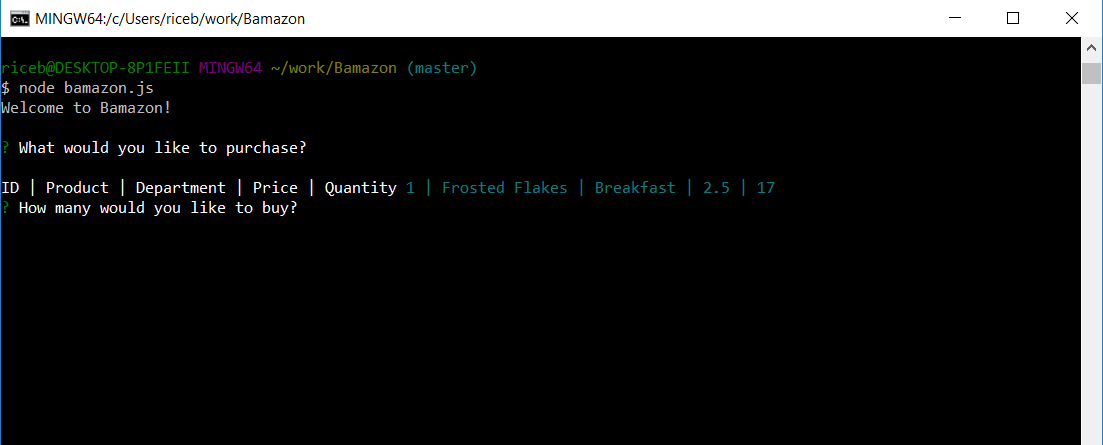 MINGW64:/c/Users/riceb/work/Bamazon
riceb@DESKTOP-8P1FEII MINGW64 ~/work/Bamazon (master)
$ node bamazon.js
Welcome to Bamazon!
? What would you like to purchase?
ID | Product | Department | Price | Quantity 1 | Frosted Flakes | Breakfast | 2.5 | 17
? How many would you like to buy?